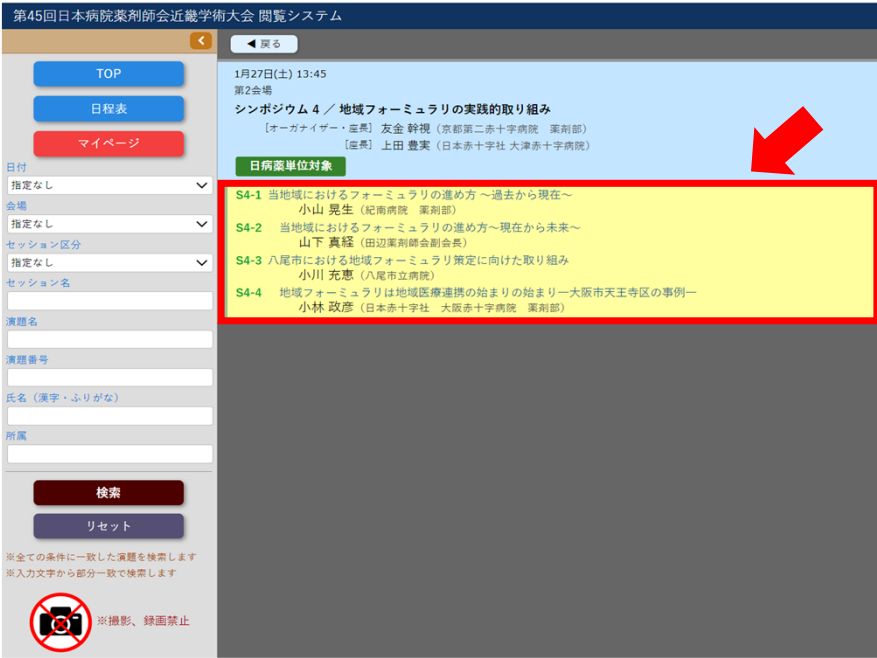 第45回日本病院薬剤師会近畿学術大会 閲覧システム
◀ 戻る
TOP
日程表
マイページ
日付
指定なし
会場
指定なし
セッション区分
指定なし
セッション名
演題名
演題番号
氏名（漢字・ふりがな）
所属
検索
リセット
※全ての条件に一致した演題を検索します
※入力文字から部分一致で検索します
※撮影、録画禁止
1月27日(土) 13:45
第2会場
シンポジウム 4 ／ 地域フォーミュラリの実践的取り組み
［オーガナイザー・座長］ 友金 幹視（京都第二赤十字病院　薬剤部）
［座長］ 上田 豊実（日本赤十字社 大津赤十字病院）
日病薬単位対象
S4-1 当地域におけるフォーミュラリの進め方 ～過去から現在～
小山 晃生（紀南病院　薬剤部）
S4-2　当地域におけるフォーミュラリの進め方～現在から未来～
山下 真経（田辺薬剤師会副会長）
S4-3 八尾市における地域フォーミュラリ策定に向けた取り組み
小川 充恵（八尾市立病院）
S4-4　地域フォーミュラリは地域医療連携の始まりの始まり―大阪市天王寺区の事例―
小林 政彦（日本赤十字社　大阪赤十字病院　薬剤部）